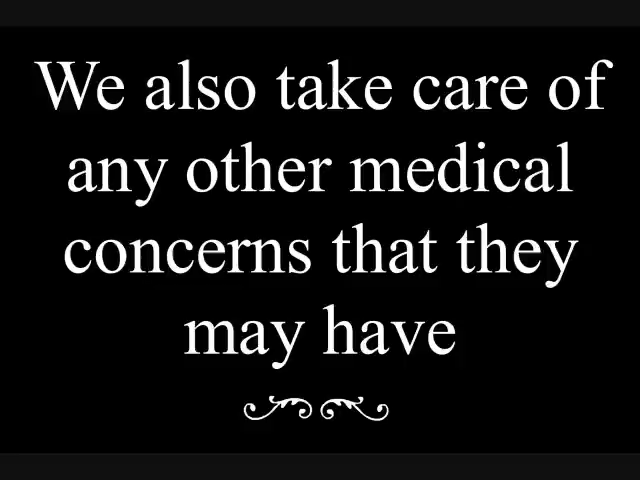 We also take care of
any other medical
concerns that they
may have